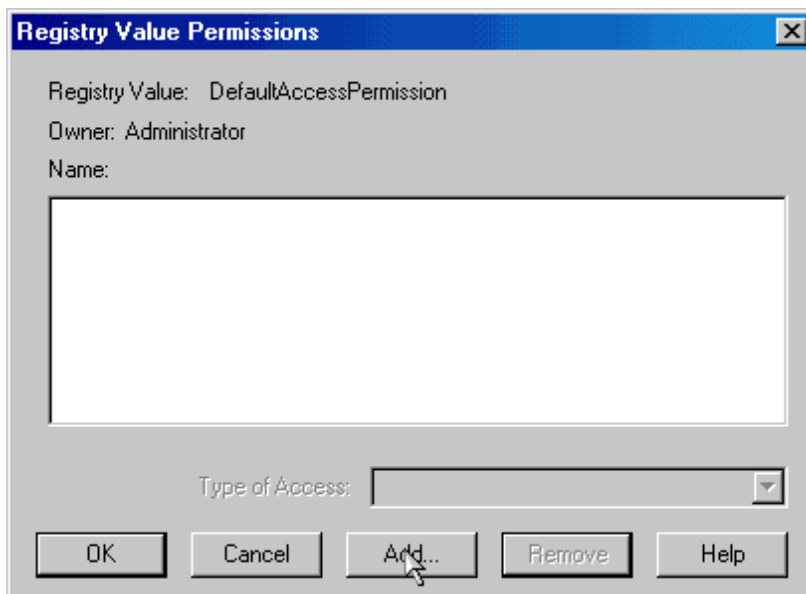 Registry Value Permissions
Registry Value: DefaultAccessPermission
Owner: Administrator
Name:
Type of Access:
OK Cancel Add... Remove Help